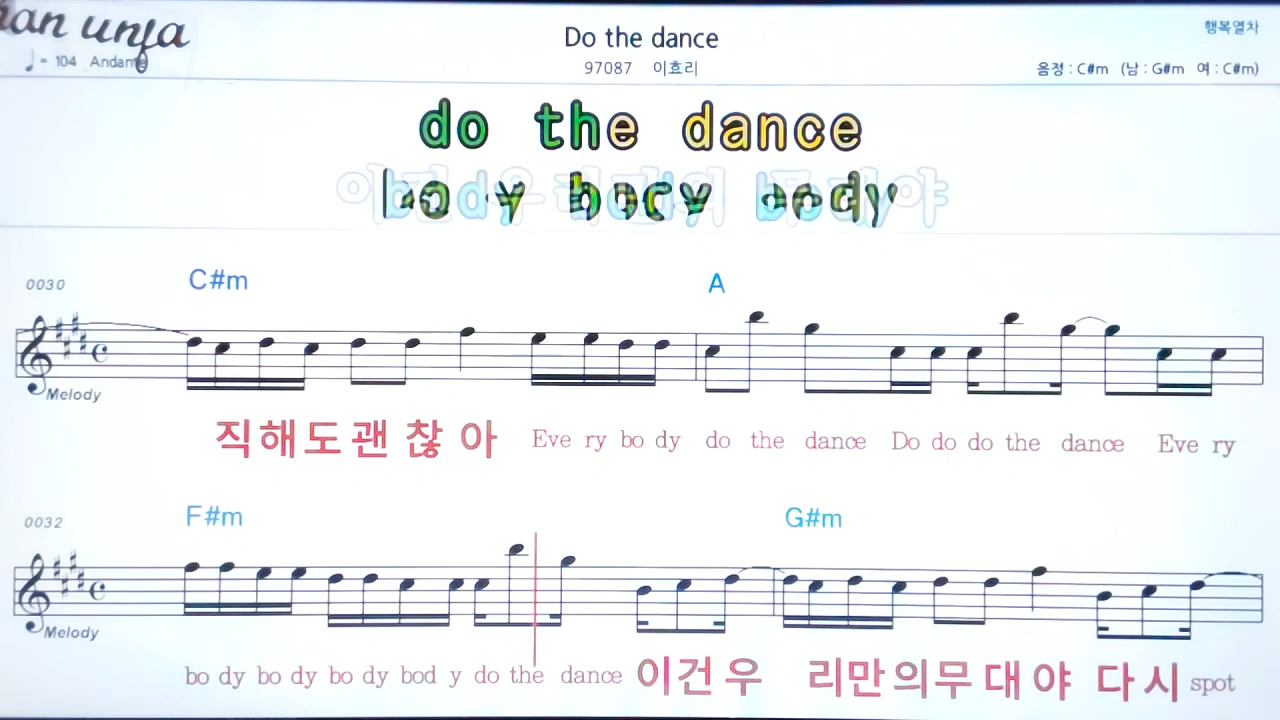 Do the dance
행복열차
♩= 104 Andante
97087 이효리
음정 : C#m (남 : G#m 여 : C#m)
do the dance
0030
C#m A
Melody
직해도괜찮아 Eve ry bo dy do the dance Do do do the dance Eve ry
0032
F#m G#m
Melody
bo dy bo dy bo dy bod y do the dance 이건우 리만의무대야 다시 spot